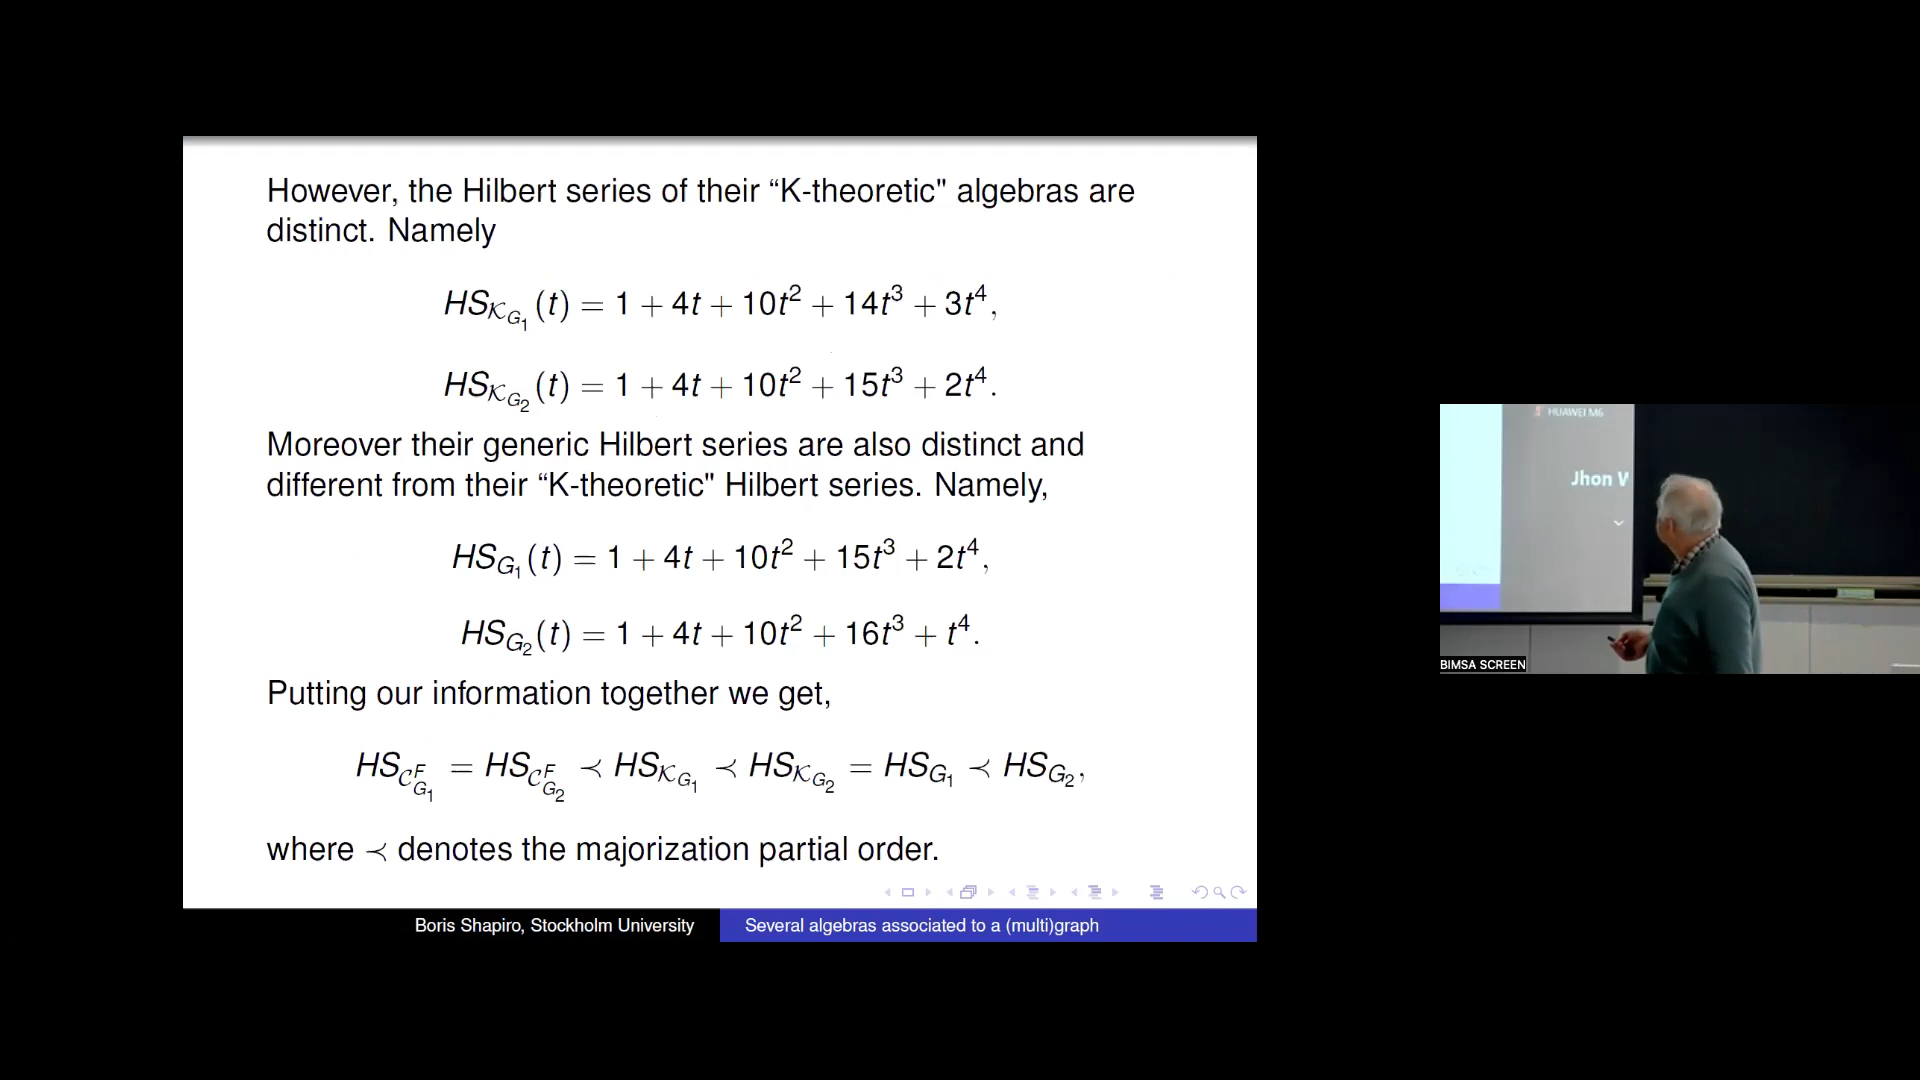 However, the Hilbert series of their “K-theoretic" algebras are
distinct. Namely
HS_{𝒦_{G_1}}(t) = 1 + 4t + 10t^2 + 14t^3 + 3t^4,
HS_{𝒦_{G_2}}(t) = 1 + 4t + 10t^2 + 15t^3 + 2t^4.
Moreover their generic Hilbert series are also distinct and
different from their “K-theoretic" Hilbert series. Namely,
HS_{G_1}(t) = 1 + 4t + 10t^2 + 15t^3 + 2t^4,
HS_{G_2}(t) = 1 + 4t + 10t^2 + 16t^3 + t^4.
Putting our information together we get,
HS_{𝒞^F_{G_1}} = HS_{𝒞^F_{G_2}} ≺ HS_{𝒦_{G_1}} ≺ HS_{𝒦_{G_2}} = HS_{G_1} ≺ HS_{G_2},
where ≺ denotes the majorization partial order.
Boris Shapiro, Stockholm University
Several algebras associated to a (multi)graph
HUAWEI M6
Jhon
BIMSA SCREEN